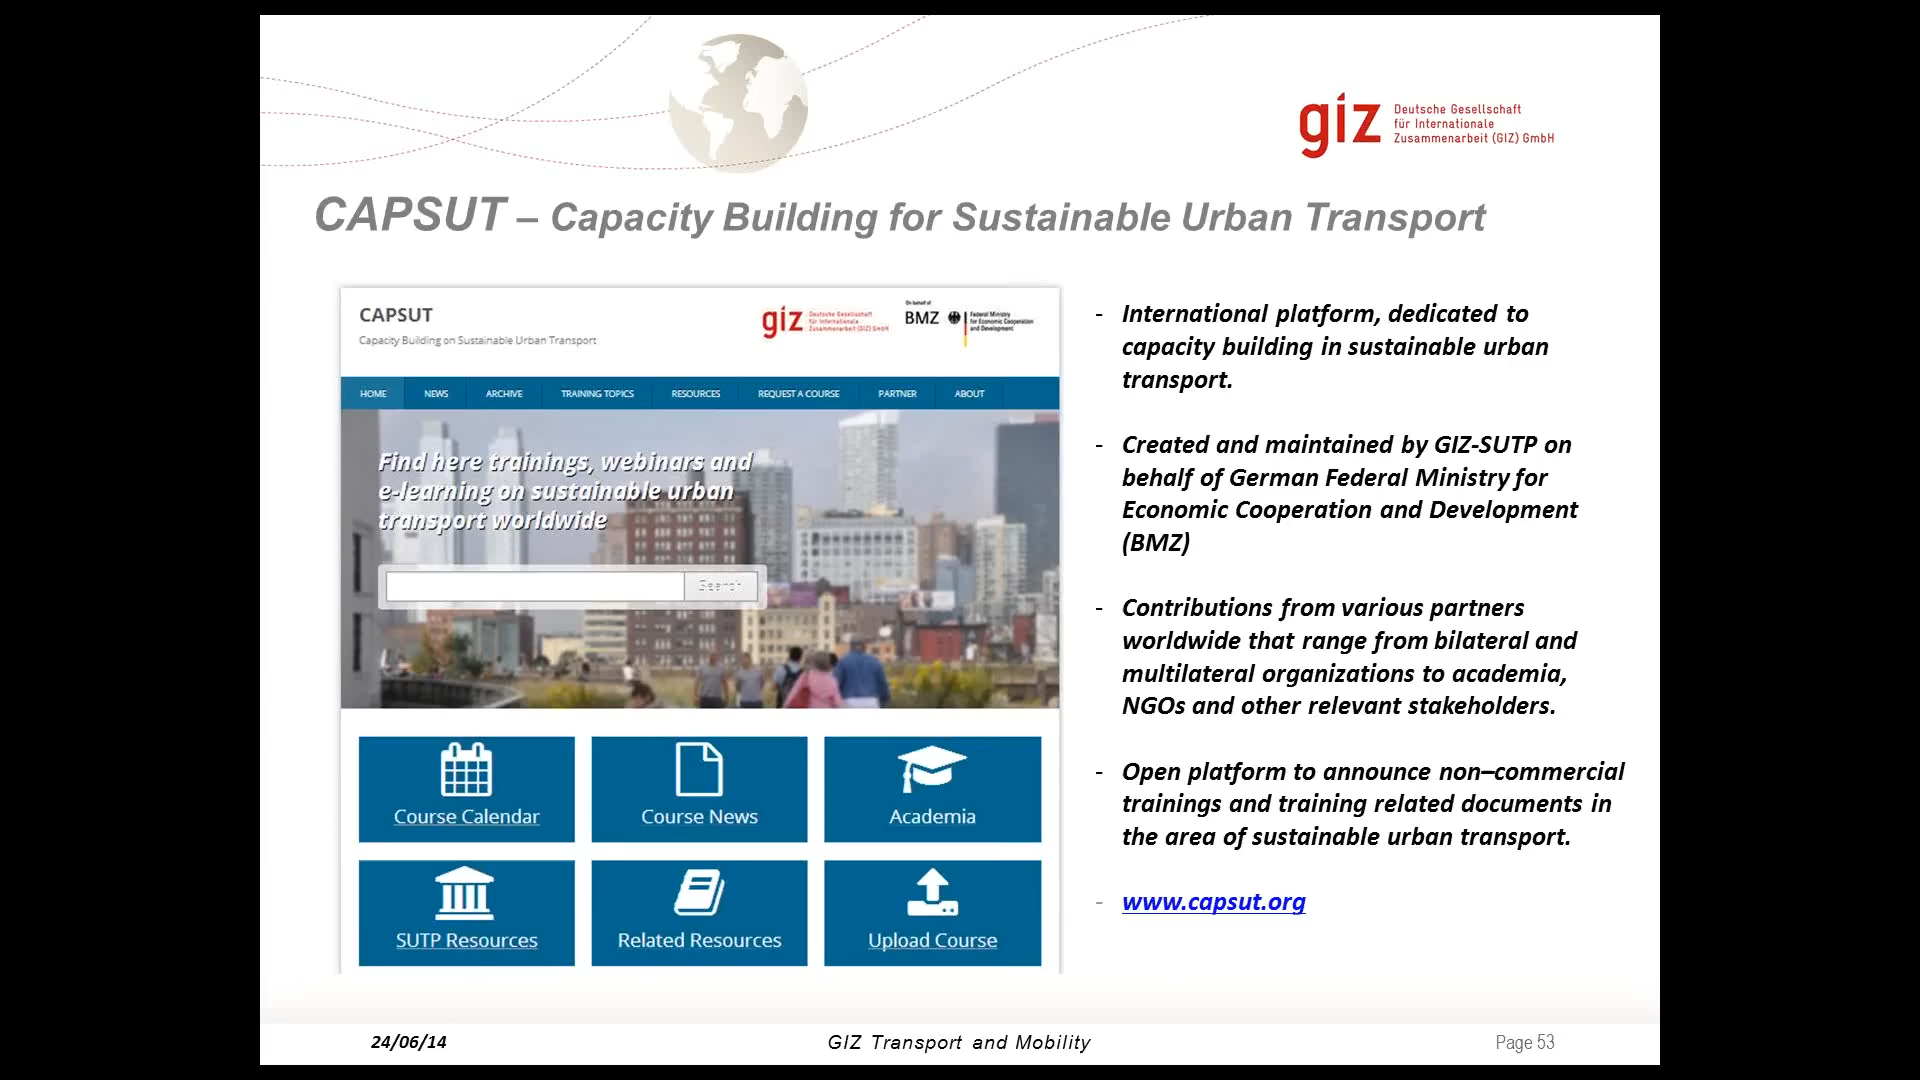 giz
Deutsche Gesellschaft
für Internationale
Zusammenarbeit (GIZ) GmbH
CAPSUT – Capacity Building for Sustainable Urban Transport
CAPSUT
Capacity Building on Sustainable Urban Transport
giz
Deutsche Gesellschaft
für Internationale
Zusammenarbeit (GIZ) GmbH
On behalf of
BMZ
Federal Ministry
for Economic Cooperation
and Development
HOME NEWS ARCHIVE TRAINING TOPICS RESOURCES REQUEST A COURSE PARTNER ABOUT
Find here trainings, webinars and
e-learning on sustainable urban
transport worldwide
Search
Course Calendar
Course News
Academia
SUTP Resources
Related Resources
Upload Course
- International platform, dedicated to
capacity building in sustainable urban
transport.
- Created and maintained by GIZ-SUTP on
behalf of German Federal Ministry for
Economic Cooperation and Development
(BMZ)
- Contributions from various partners
worldwide that range from bilateral and
multilateral organizations to academia,
NGOs and other relevant stakeholders.
- Open platform to announce non–commercial
trainings and training related documents in
the area of sustainable urban transport.
- www.capsut.org
24/06/14
GIZ Transport and Mobility
Page 53